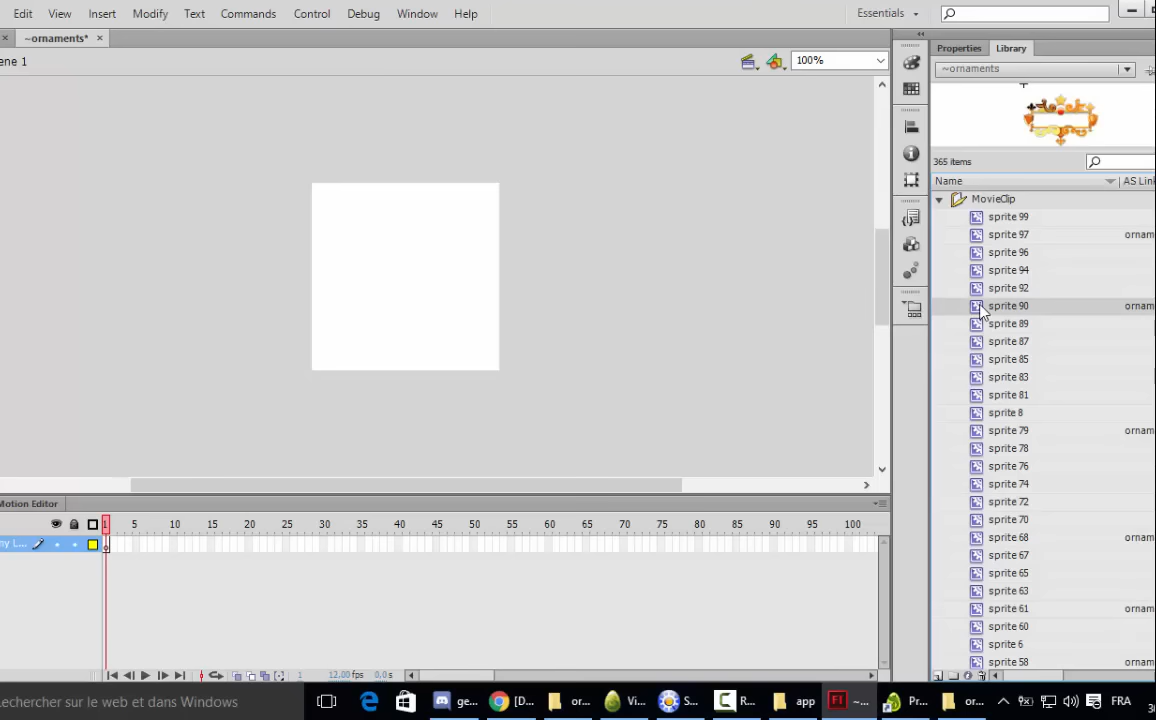 Edit View Insert Modify Text Commands Control Debug Window Help Essentials
~ornaments*
Properties Library
ene 1 100%
~ornaments
365 items
Name AS Link
MovieClip
sprite 99
sprite 97 ornam
sprite 96
sprite 94
sprite 92
sprite 90 ornam
sprite 89
sprite 87
sprite 85
sprite 83
sprite 81
sprite 8
sprite 79 ornam
sprite 78
sprite 76
sprite 74
sprite 72
sprite 70
sprite 68 ornam
sprite 67
sprite 65
sprite 63
sprite 61 ornam
sprite 60
sprite 6
sprite 58 ornam
Motion Editor
1 5 10 15 20 25 30 35 40 45 50 55 60 65 70 75 80 85 90 95 100
ny L...
1 12,00 fps 0,0 s
echercher sur le web et dans Windows
ge... [D... or... Vi... S... R... app Fl ~... Pr... or... FRA